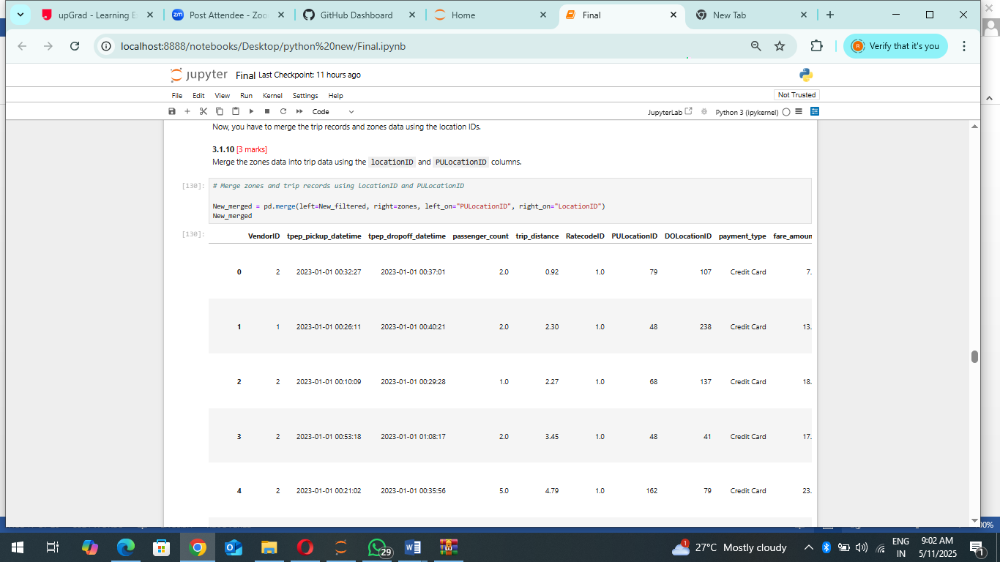 upGrad - Learning E
Post Attendee - Zoo
GitHub Dashboard
Home
Final
New Tab
localhost:8888/notebooks/Desktop/python%20new/Final.ipynb
Verify that it's you
jupyter Final Last Checkpoint: 11 hours ago
File Edit View Run Kernel Settings Help
Not Trusted
Code
JupyterLab
Python 3 (ipykernel)
Now, you have to merge the trip records and zones data using the location IDs.
3.1.10 [3 marks]
Merge the zones data into trip data using the locationID and PULocationID columns.
[130]:
# Merge zones and trip records using LocationID and PULocationID
New_merged = pd.merge(left=New_filtered, right=zones, left_on="PULocationID", right_on="LocationID")
New_merged
[130]:
VendorID tpep_pickup_datetime tpep_dropoff_datetime passenger_count trip_distance RatecodeID PULocationID DOLocationID payment_type fare_amoun
0 2 2023-01-01 00:32:27 2023-01-01 00:37:01 2.0 0.92 1.0 79 107 Credit Card 7.
1 1 2023-01-01 00:26:11 2023-01-01 00:40:21 2.0 2.30 1.0 48 238 Credit Card 13.
2 2 2023-01-01 00:10:09 2023-01-01 00:29:28 1.0 2.27 1.0 68 137 Credit Card 18.
3 2 2023-01-01 00:53:18 2023-01-01 01:08:17 2.0 3.45 1.0 48 41 Credit Card 17.
4 2 2023-01-01 00:21:02 2023-01-01 00:35:56 5.0 4.79 1.0 162 79 Credit Card 23.
00%
29
1
27°C Mostly cloudy
ENG
IN
9:02 AM
5/11/2025
1